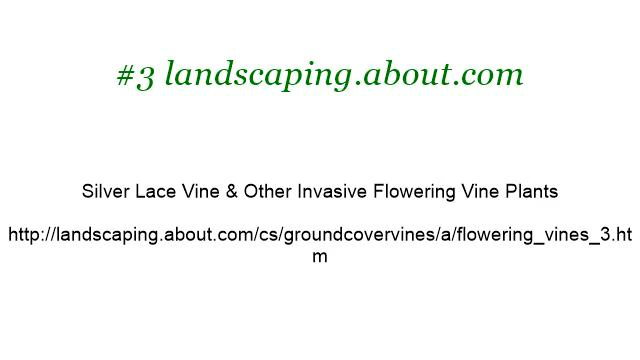 #3 landscaping.about.com
Silver Lace Vine & Other Invasive Flowering Vine Plants
http://landscaping.about.com/cs/groundcovervines/a/flowering_vines_3.ht
m